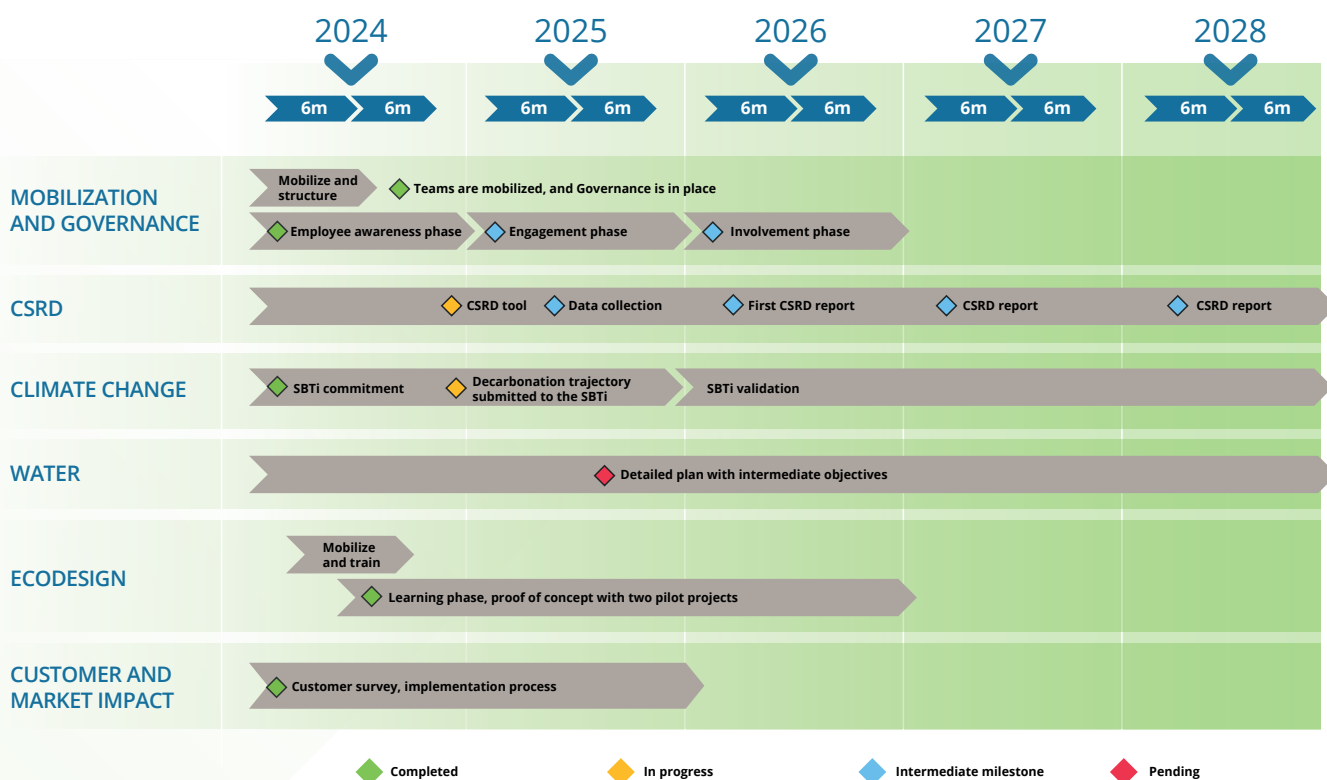 2024 2025 2026 2027 2028
6m 6m 6m 6m 6m 6m 6m 6m 6m 6m
MOBILIZATION
AND GOVERNANCE
Mobilize and
structure
Teams are mobilized, and Governance is in place
Employee awareness phase
Engagement phase
Involvement phase
CSRD
CSRD tool
Data collection
First CSRD report
CSRD report
CSRD report
CLIMATE CHANGE
SBTi commitment
Decarbonation trajectory
submitted to the SBTi
SBTi validation
WATER
Detailed plan with intermediate objectives
ECODESIGN
Mobilize
and train
Learning phase, proof of concept with two pilot projects
CUSTOMER AND
MARKET IMPACT
Customer survey, implementation process
Completed
In progress
Intermediate milestone
Pending